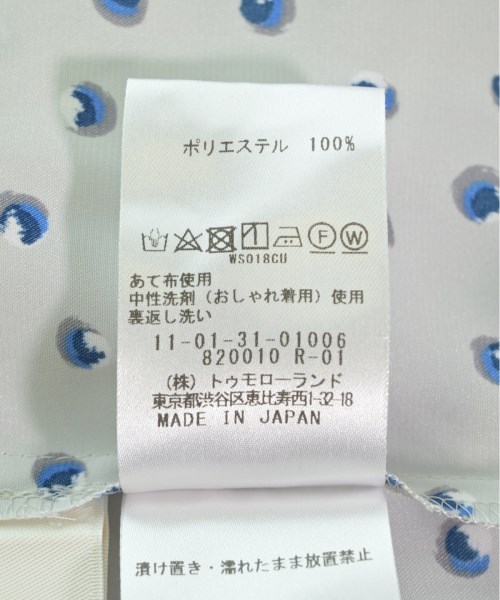 ポリエステル 100%
F W
WS018CU
あて布使用
中性洗剤（おしゃれ着用）使用
裏返し洗い
11-01-31-01006
820010 R-01
（株）トゥモローランド
東京都渋谷区恵比寿西1-32-18
MADE IN JAPAN
漬け置き・濡れたまま放置禁止